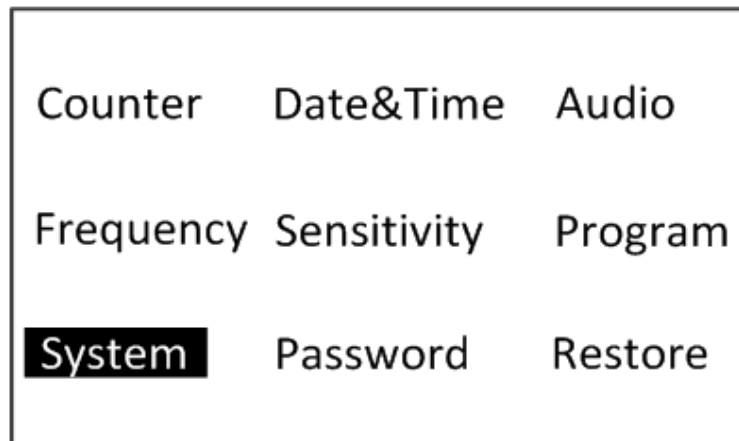 Counter Date&Time Audio
Frequency Sensitivity Program
System Password Restore